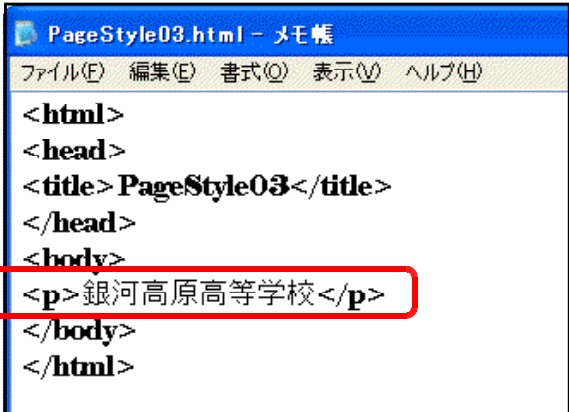 PageStyle03.html - メモ帳
ファイル(F) 編集(E) 書式(O) 表示(V) ヘルプ(H)
<html>
<head>
<title>PageStyle03</title>
</head>
<body>
<p>銀河高原高等学校</p>
</body>
</html>